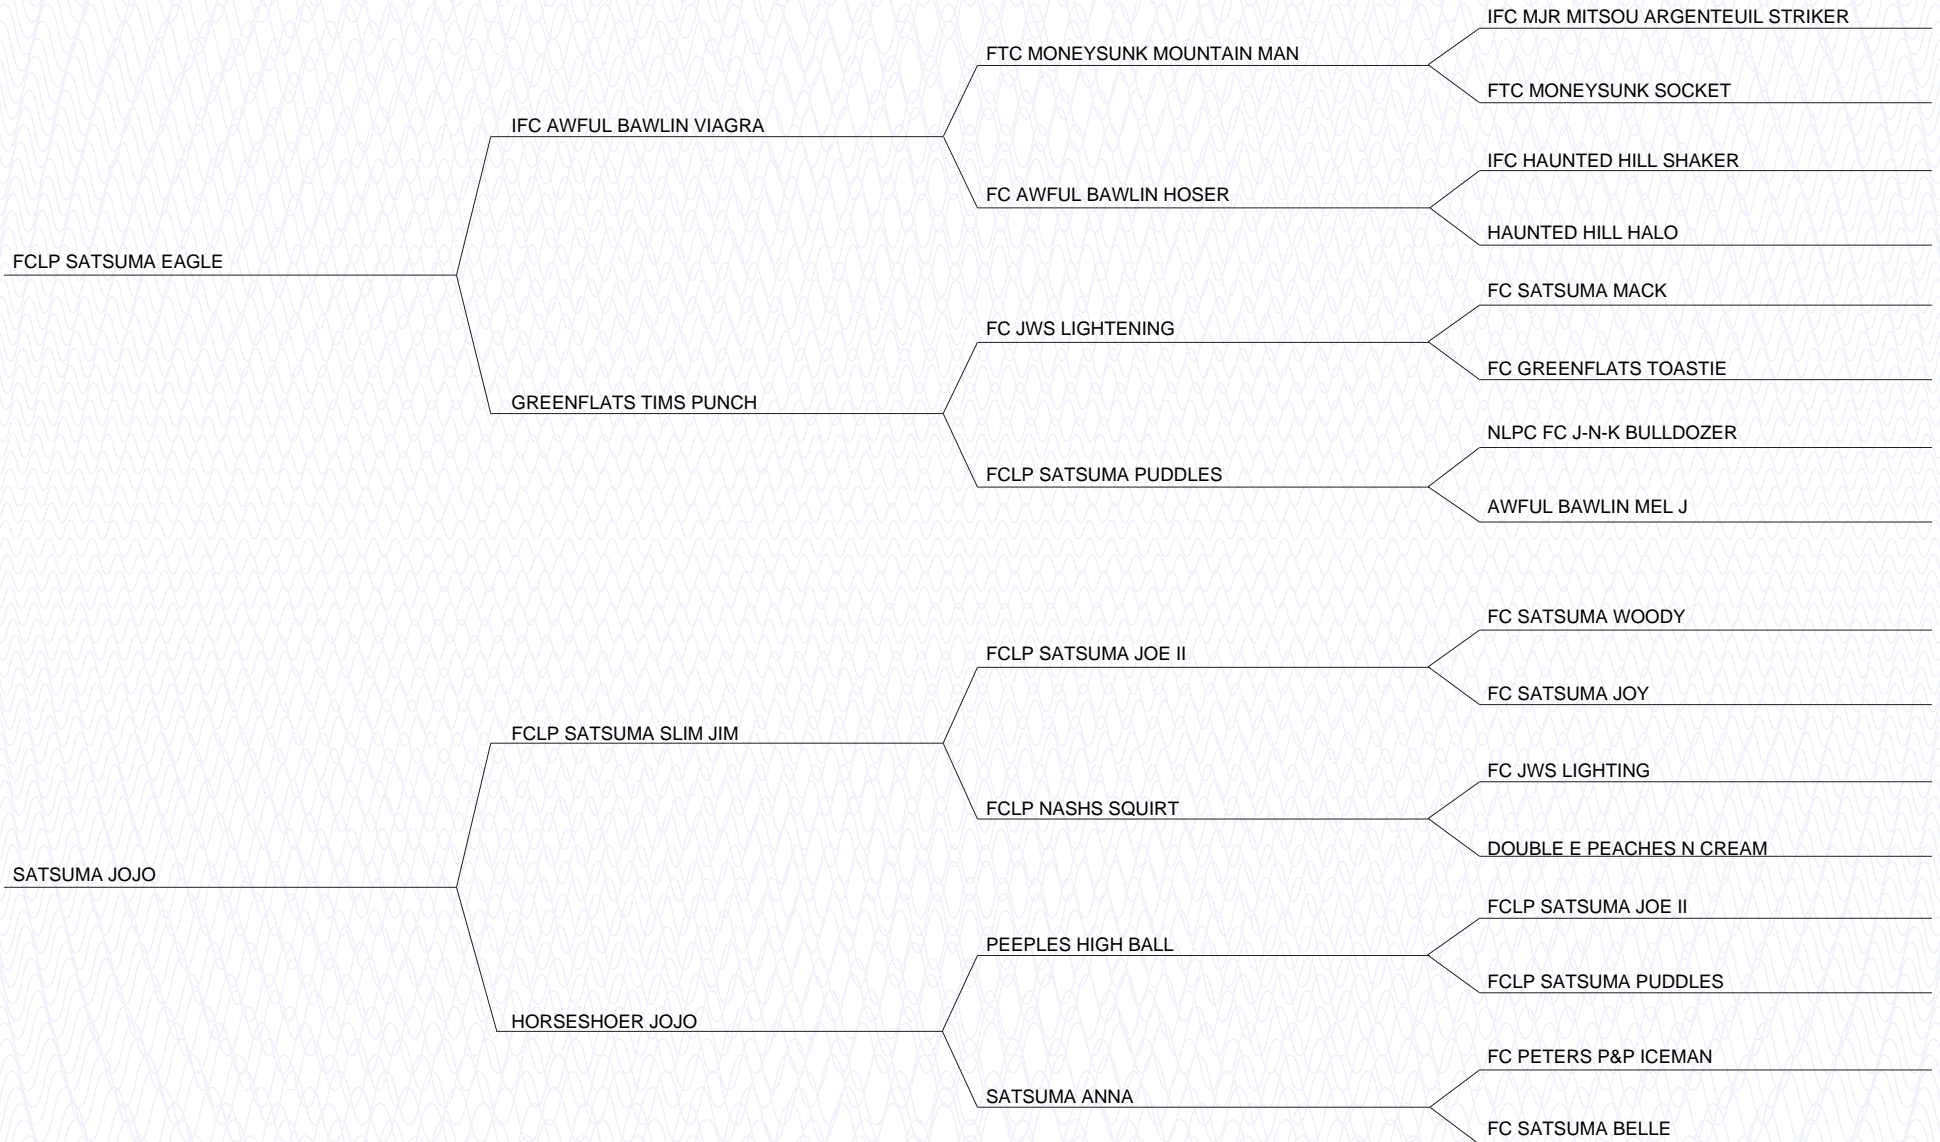 IFC MJR MITSOU ARGENTEUIL STRIKER
FTC MONEYSUNK MOUNTAIN MAN
FTC MONEYSUNK SOCKET
IFC AWFUL BAWLIN VIAGRA
IFC HAUNTED HILL SHAKER
FC AWFUL BAWLIN HOSER
HAUNTED HILL HALO
FCLP SATSUMA EAGLE
FC SATSUMA MACK
FC JWS LIGHTENING
FC GREENFLATS TOASTIE
GREENFLATS TIMS PUNCH
NLPC FC J-N-K BULLDOZER
FCLP SATSUMA PUDDLES
AWFUL BAWLIN MEL J
FC SATSUMA WOODY
FCLP SATSUMA JOE II
FC SATSUMA JOY
FCLP SATSUMA SLIM JIM
FC JWS LIGHTING
FCLP NASHS SQUIRT
DOUBLE E PEACHES N CREAM
SATSUMA JOJO
FCLP SATSUMA JOE II
PEEPLES HIGH BALL
FCLP SATSUMA PUDDLES
HORSESHOER JOJO
FC PETERS P&P ICEMAN
SATSUMA ANNA
FC SATSUMA BELLE